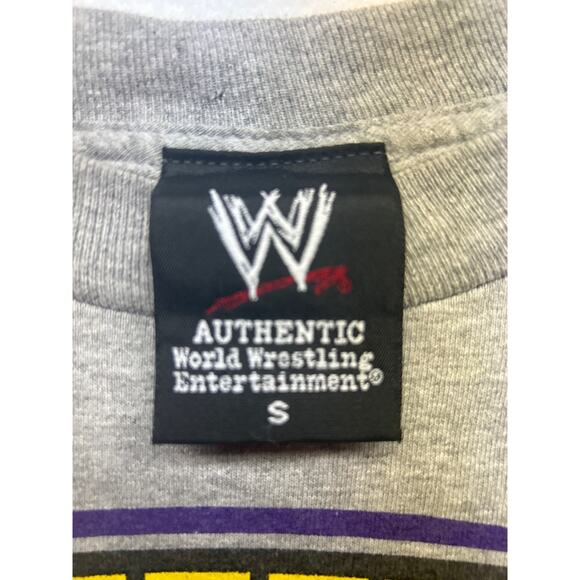 W
AUTHENTIC
World Wrestling
Entertainment®
S